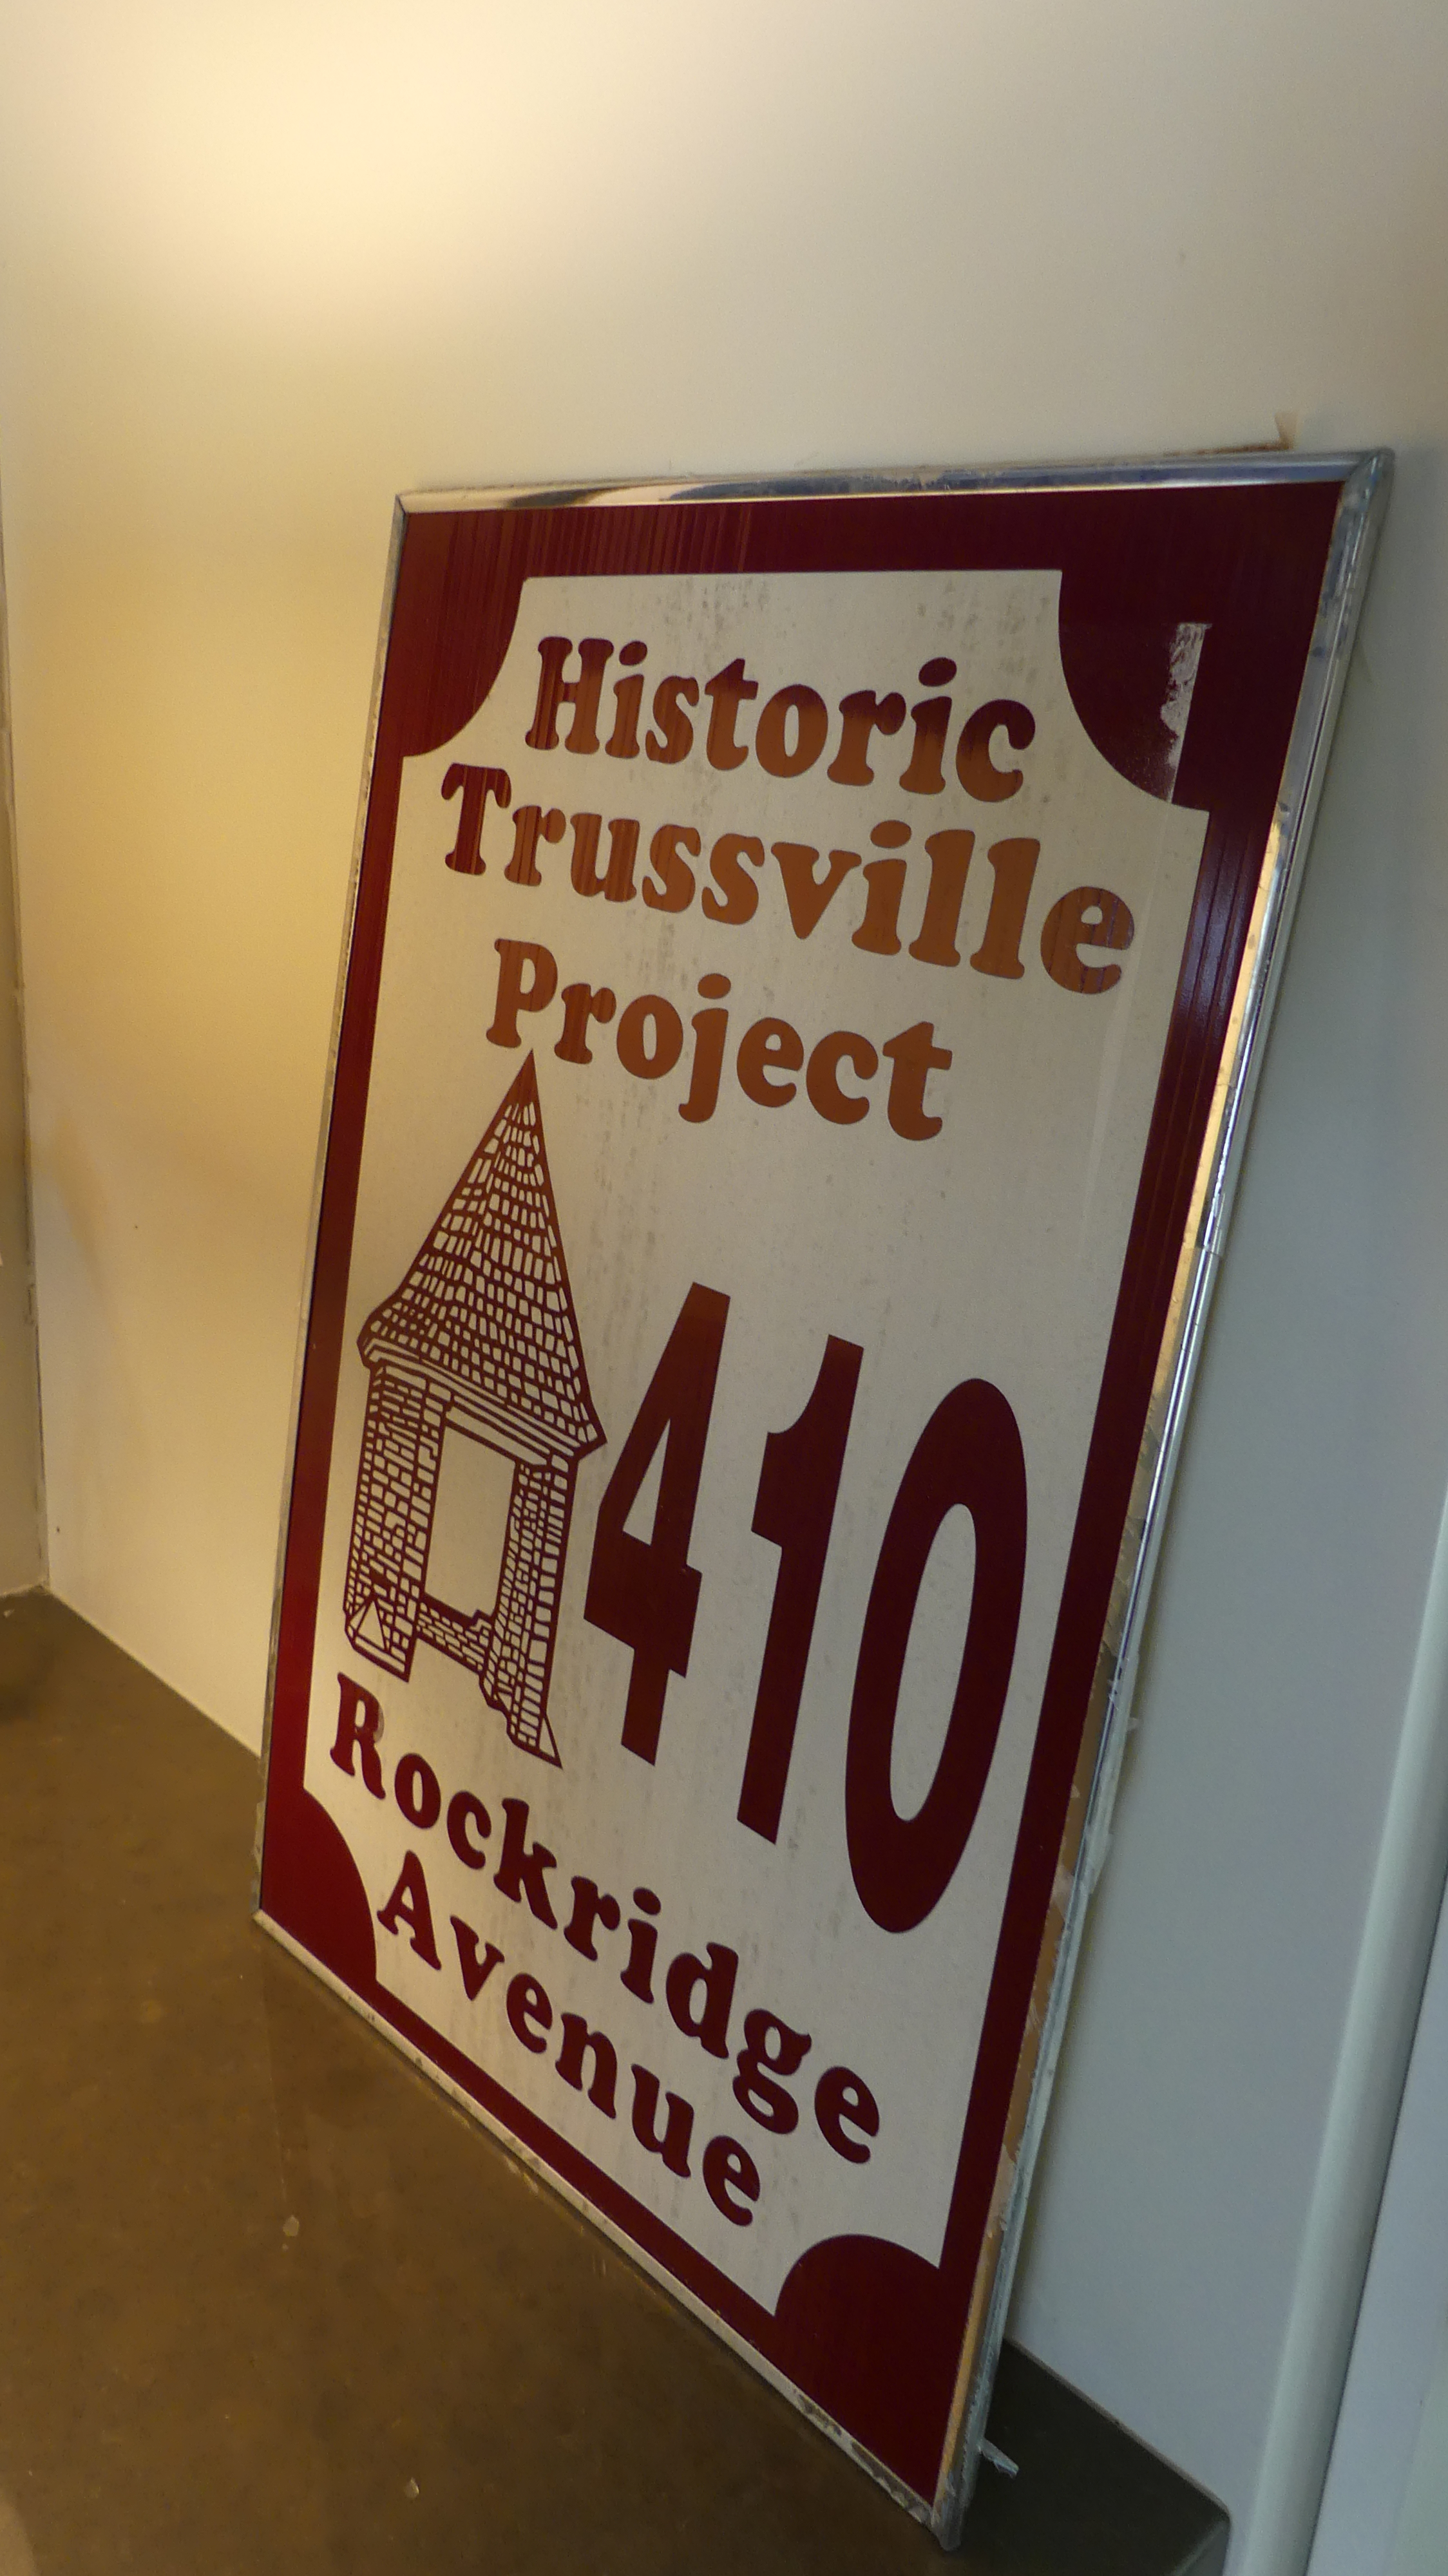 Historic
Trussville
Project
410
Rockridge
Avenue